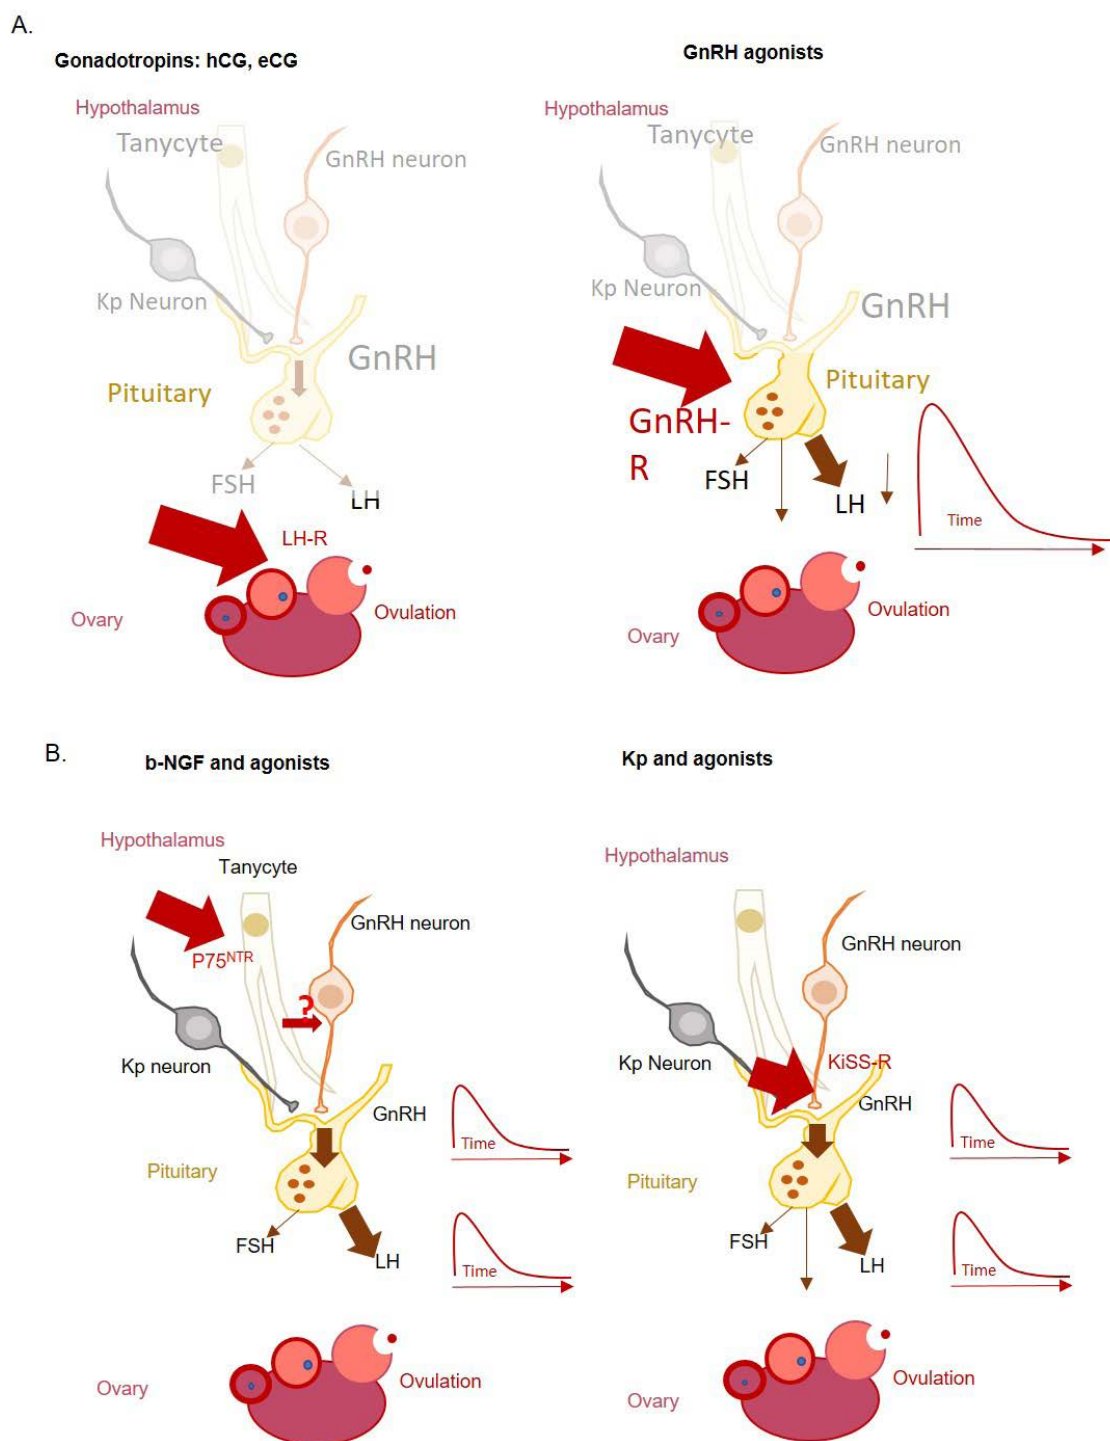 A.
Gonadotropins: hCG, eCG
Hypothalamus
Tanycyte
GnRH neuron
Kp Neuron
GnRH
Pituitary
FSH
LH
LH-R
Ovary
Ovulation
GnRH agonists
Hypothalamus
Tanycyte
GnRH neuron
Kp Neuron
GnRH
Pituitary
GnRH-
R
FSH
LH
Time
Ovary
Ovulation
B.
b-NGF and agonists
Hypothalamus
Tanycyte
GnRH neuron
P75NTR
?
Kp neuron
GnRH
Time
Pituitary
FSH
LH
Time
Ovary
Ovulation
Kp and agonists
Hypothalamus
GnRH neuron
Kp Neuron
KiSS-R
GnRH
Time
Pituitary
FSH
LH
Time
Ovary
Ovulation